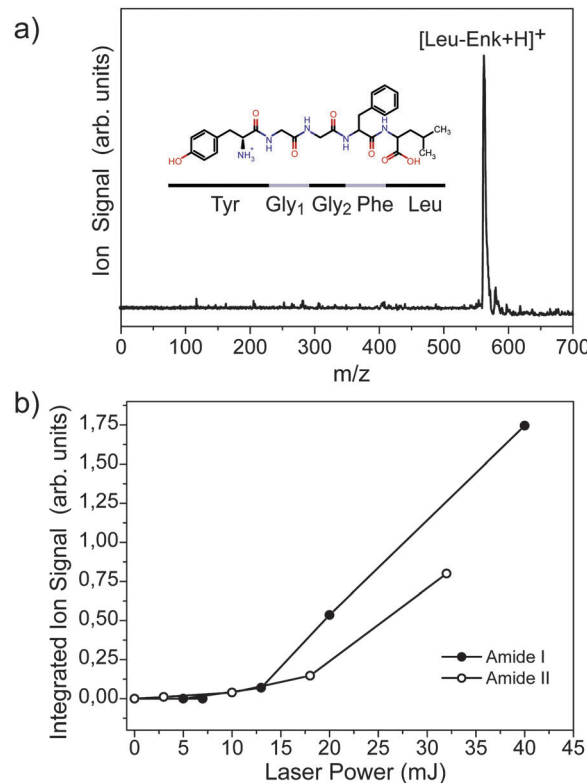 a)
Ion Signal (arb. units)
[Leu-Enk+H]+
O
H
N
O
H
N
CH3
HO
NH3
+
O
N
H
O
N
H
O
OH
CH3
Tyr Gly1 Gly2 Phe Leu
0 100 200 300 400 500 600 700
m/z
b)
Integrated Ion Signal (arb. units)
1,75
1,50
1,25
1,00
0,75
0,50
0,25
0,00
Amide I
Amide II
0 5 10 15 20 25 30 35 40 45
Laser Power (mJ)